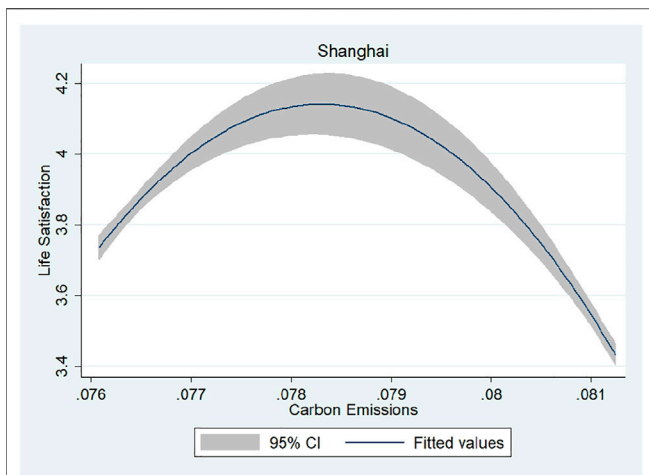 Shanghai
Life Satisfaction
4.2
4
3.8
3.6
3.4
.076 .077 .078 .079 .08 .081
Carbon Emissions
95% CI Fitted values